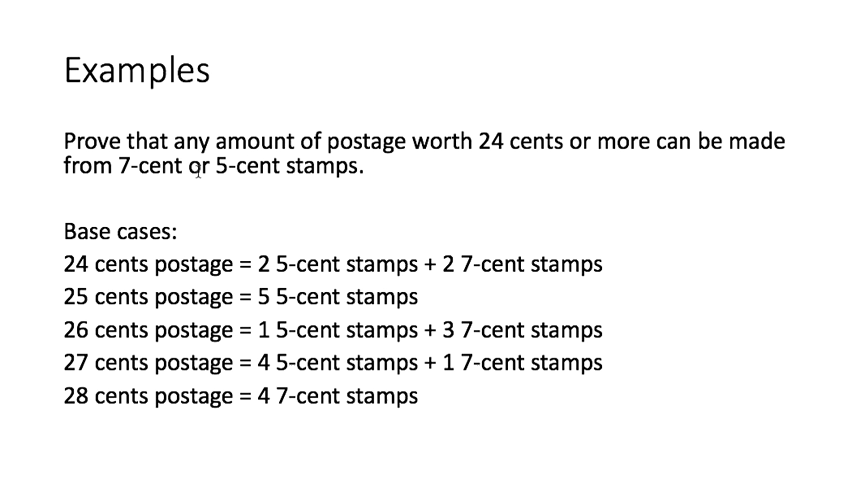 Examples
Prove that any amount of postage worth 24 cents or more can be made
from 7-cent or 5-cent stamps.
Base cases:
24 cents postage = 2 5-cent stamps + 2 7-cent stamps
25 cents postage = 5 5-cent stamps
26 cents postage = 1 5-cent stamps + 3 7-cent stamps
27 cents postage = 4 5-cent stamps + 1 7-cent stamps
28 cents postage = 4 7-cent stamps